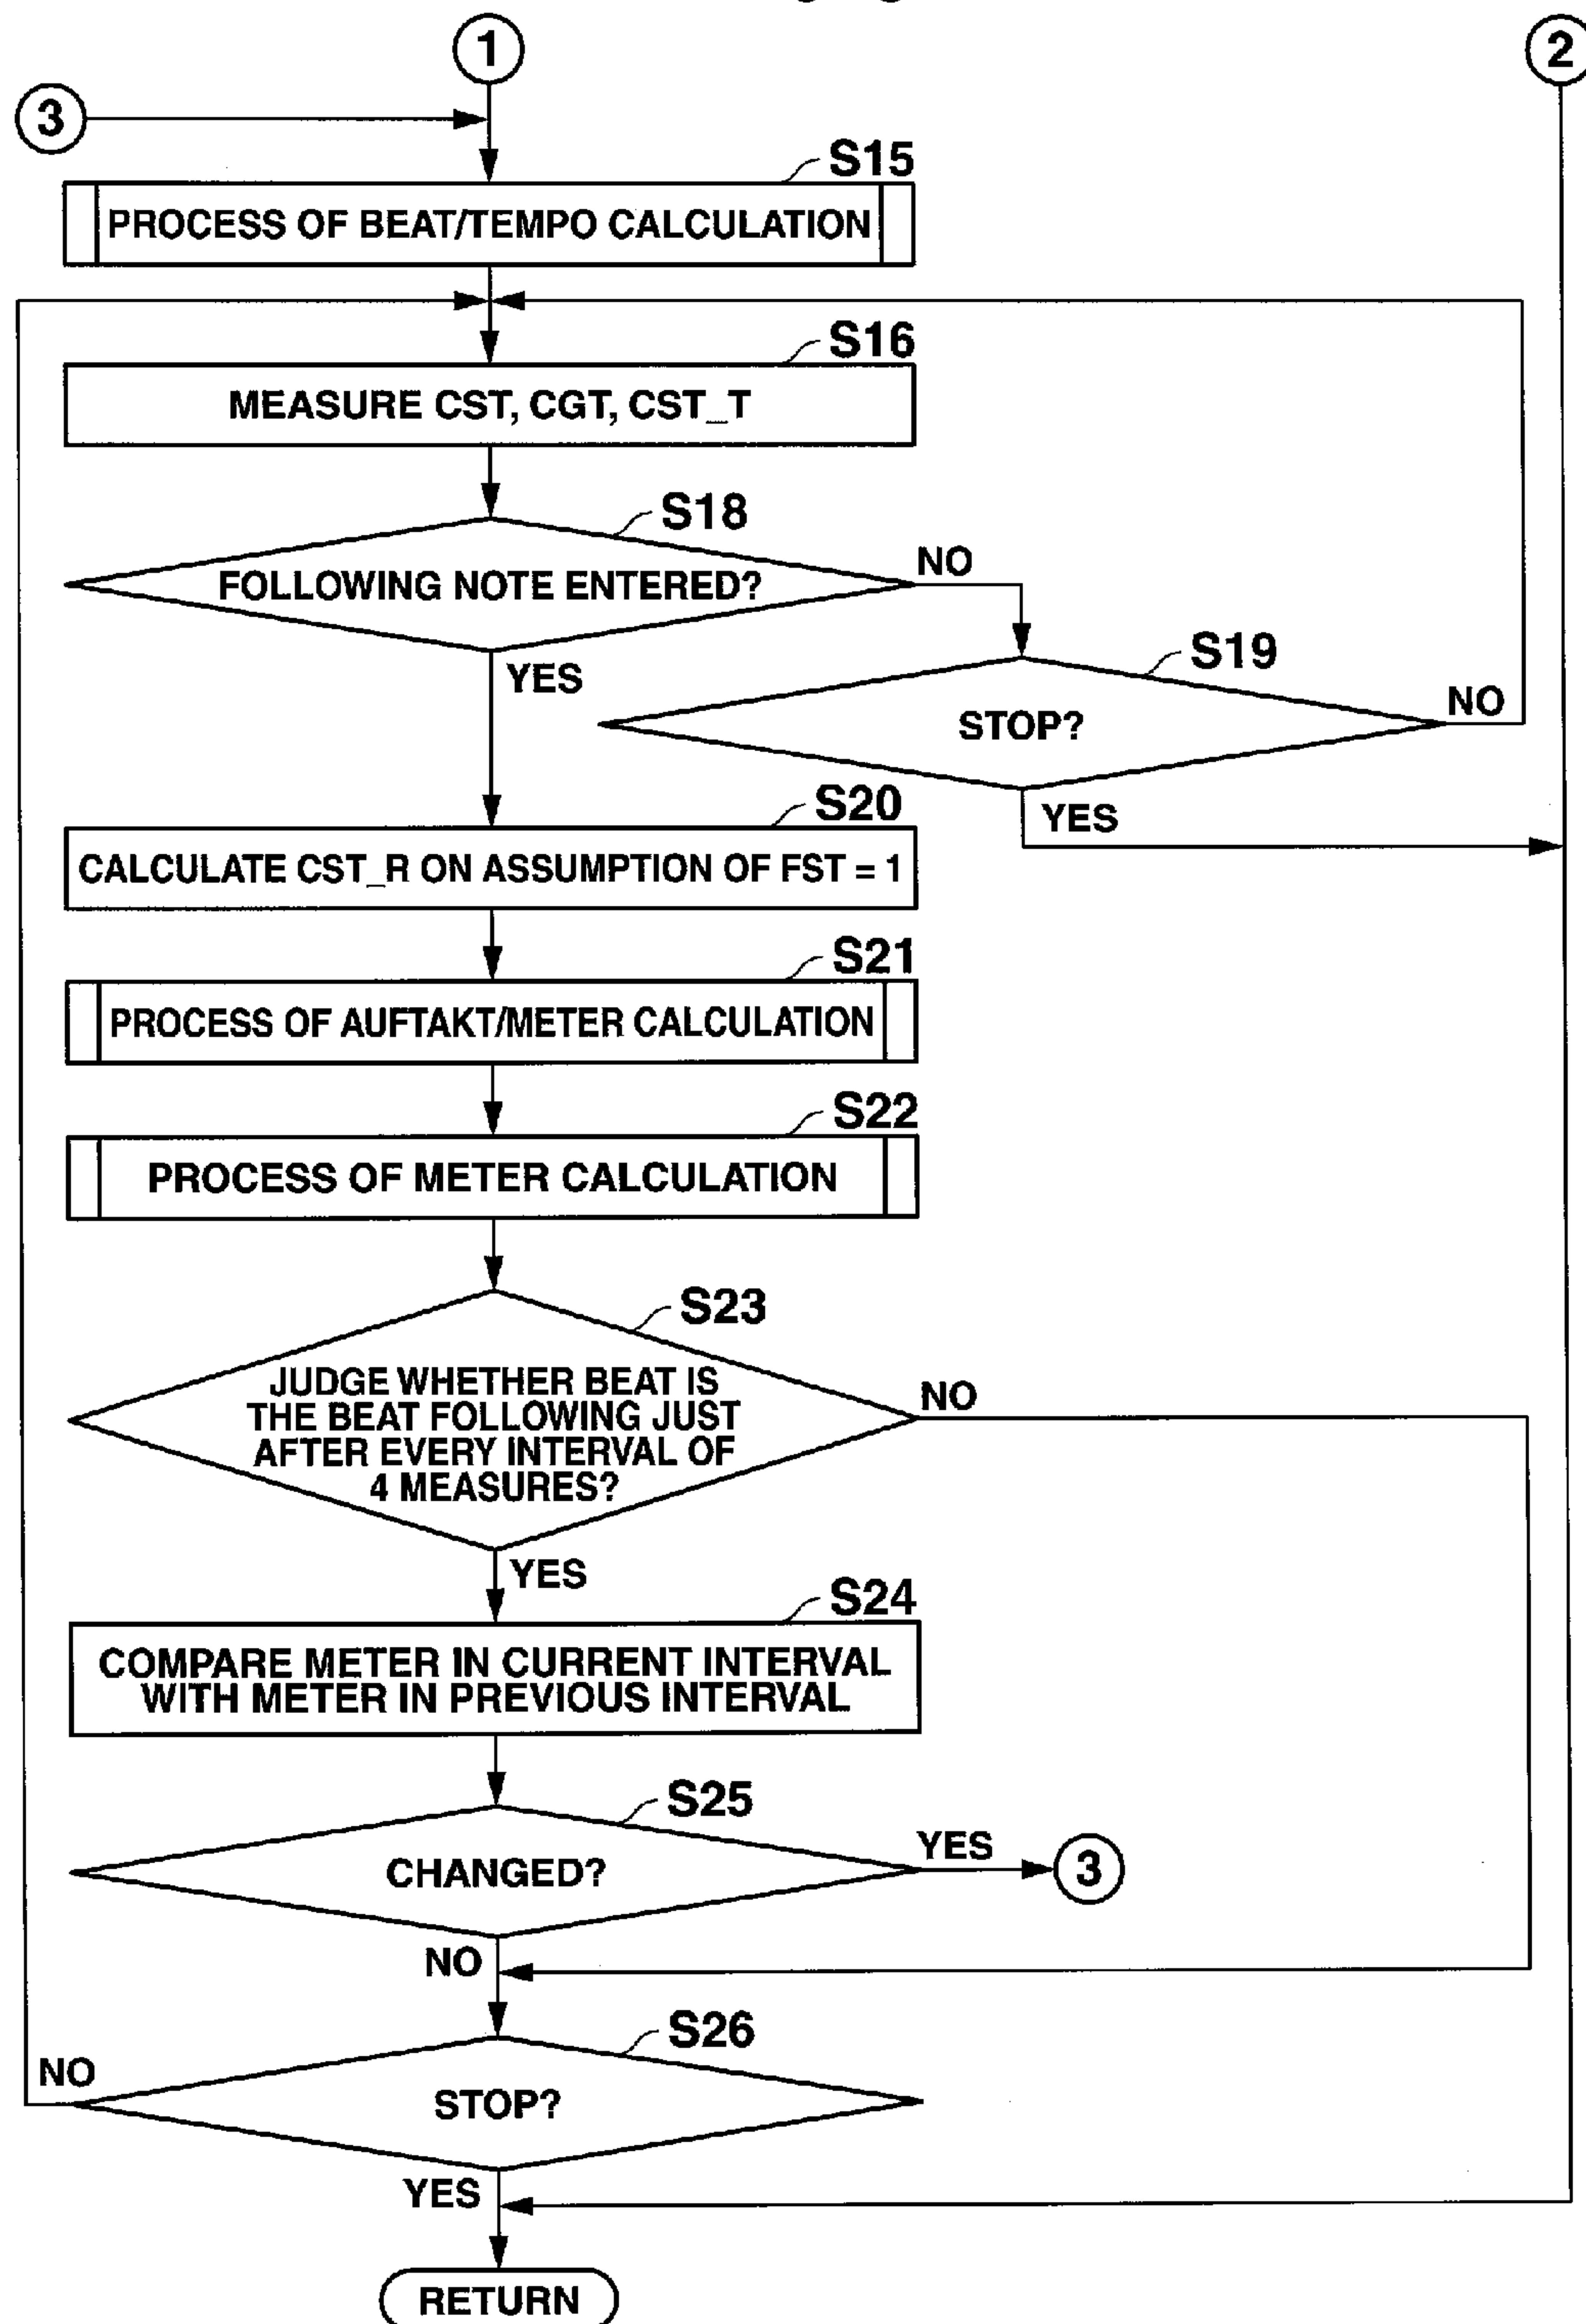 1
2
3
S15
PROCESS OF BEAT/TEMPO CALCULATION
S16
MEASURE CST, CGT, CST_T
S18
FOLLOWING NOTE ENTERED?
NO
YES
S19
STOP?
NO
YES
S20
CALCULATE CST_R ON ASSUMPTION OF FST = 1
S21
PROCESS OF AUFTAKT/METER CALCULATION
S22
PROCESS OF METER CALCULATION
S23
JUDGE WHETHER BEAT IS
THE BEAT FOLLOWING JUST
AFTER EVERY INTERVAL OF
4 MEASURES?
NO
YES
S24
COMPARE METER IN CURRENT INTERVAL
WITH METER IN PREVIOUS INTERVAL
S25
CHANGED?
YES
3
NO
S26
STOP?
NO
YES
RETURN